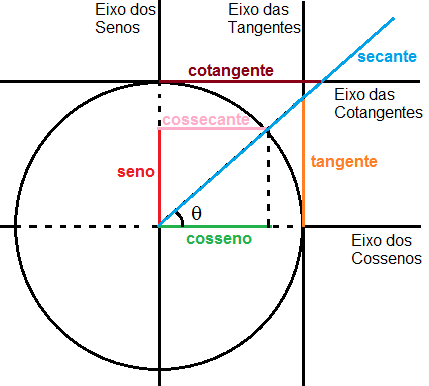 Eixo dos
Senos
Eixo das
Tangentes
secante
cotangente
Eixo das
Cotangentes
cossecante
seno
tangente
θ
cosseno
Eixo dos
Cossenos